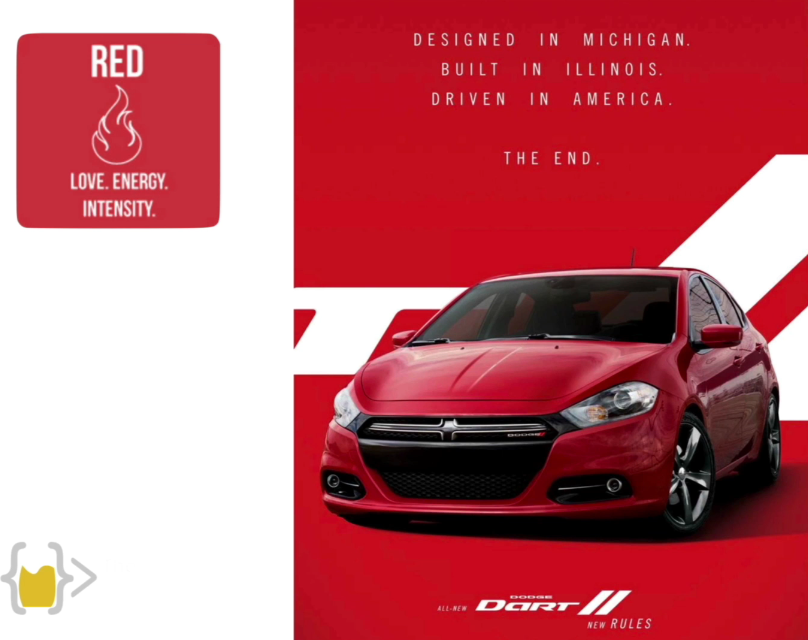 RED
LOVE. ENERGY.
INTENSITY.
DESIGNED IN MICHIGAN.
BUILT IN ILLINOIS.
DRIVEN IN AMERICA.
THE END.
DODGE
ALL-NEW DODGE DART
NEW RULES